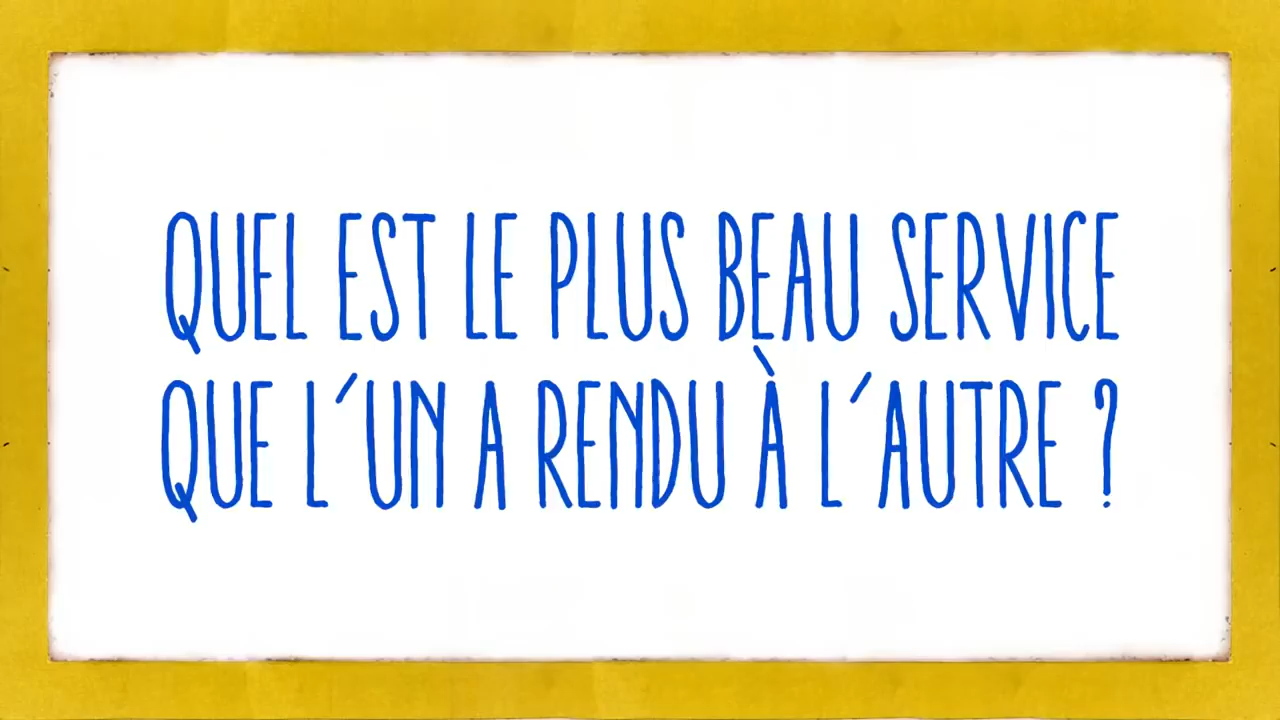 QUEL EST LE PLUS BEAU SERVICE
QUE L´UN A RENDU À L´AUTRE ?